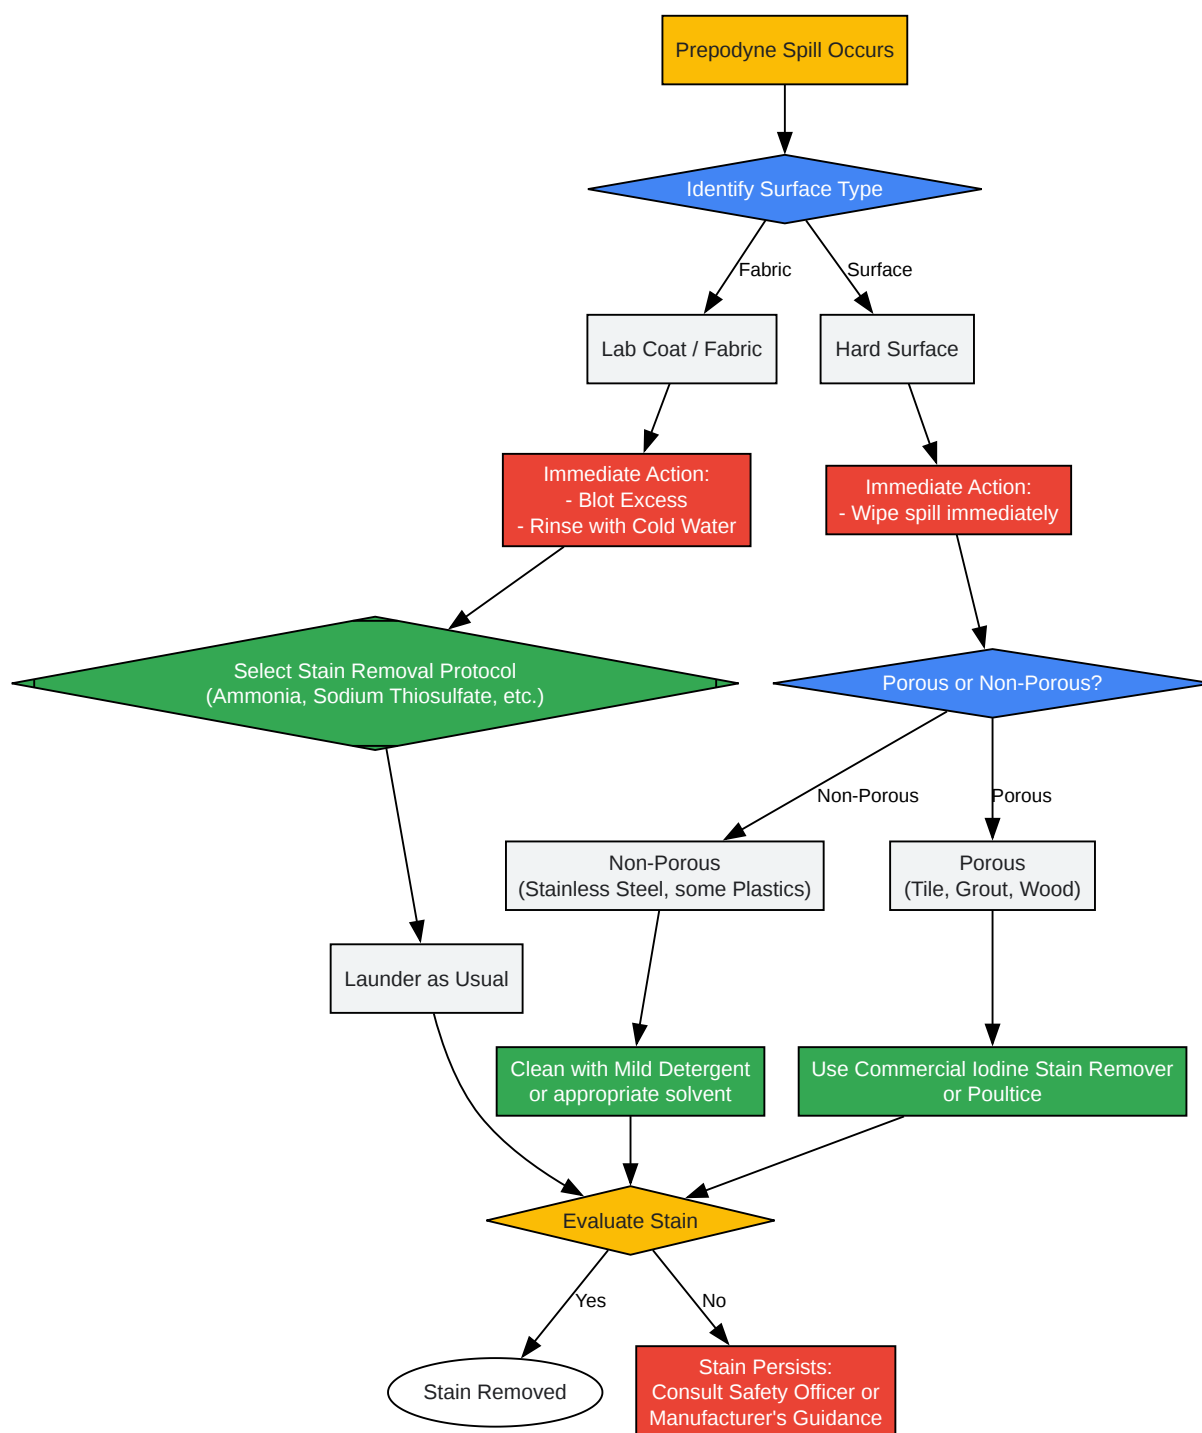 Prepodyne Spill Occurs
Identify Surface Type
Fabric
Surface
Lab Coat / Fabric
Hard Surface
Immediate Action:
- Blot Excess
- Rinse with Cold Water
Immediate Action:
- Wipe spill immediately
Select Stain Removal Protocol
(Ammonia, Sodium Thiosulfate, etc.)
Porous or Non-Porous?
Non-Porous
Porous
Non-Porous
(Stainless Steel, some Plastics)
Porous
(Tile, Grout, Wood)
Launder as Usual
Clean with Mild Detergent
or appropriate solvent
Use Commercial Iodine Stain Remover
or Poultice
Evaluate Stain
Yes
No
Stain Removed
Stain Persists:
Consult Safety Officer or
Manufacturer's Guidance